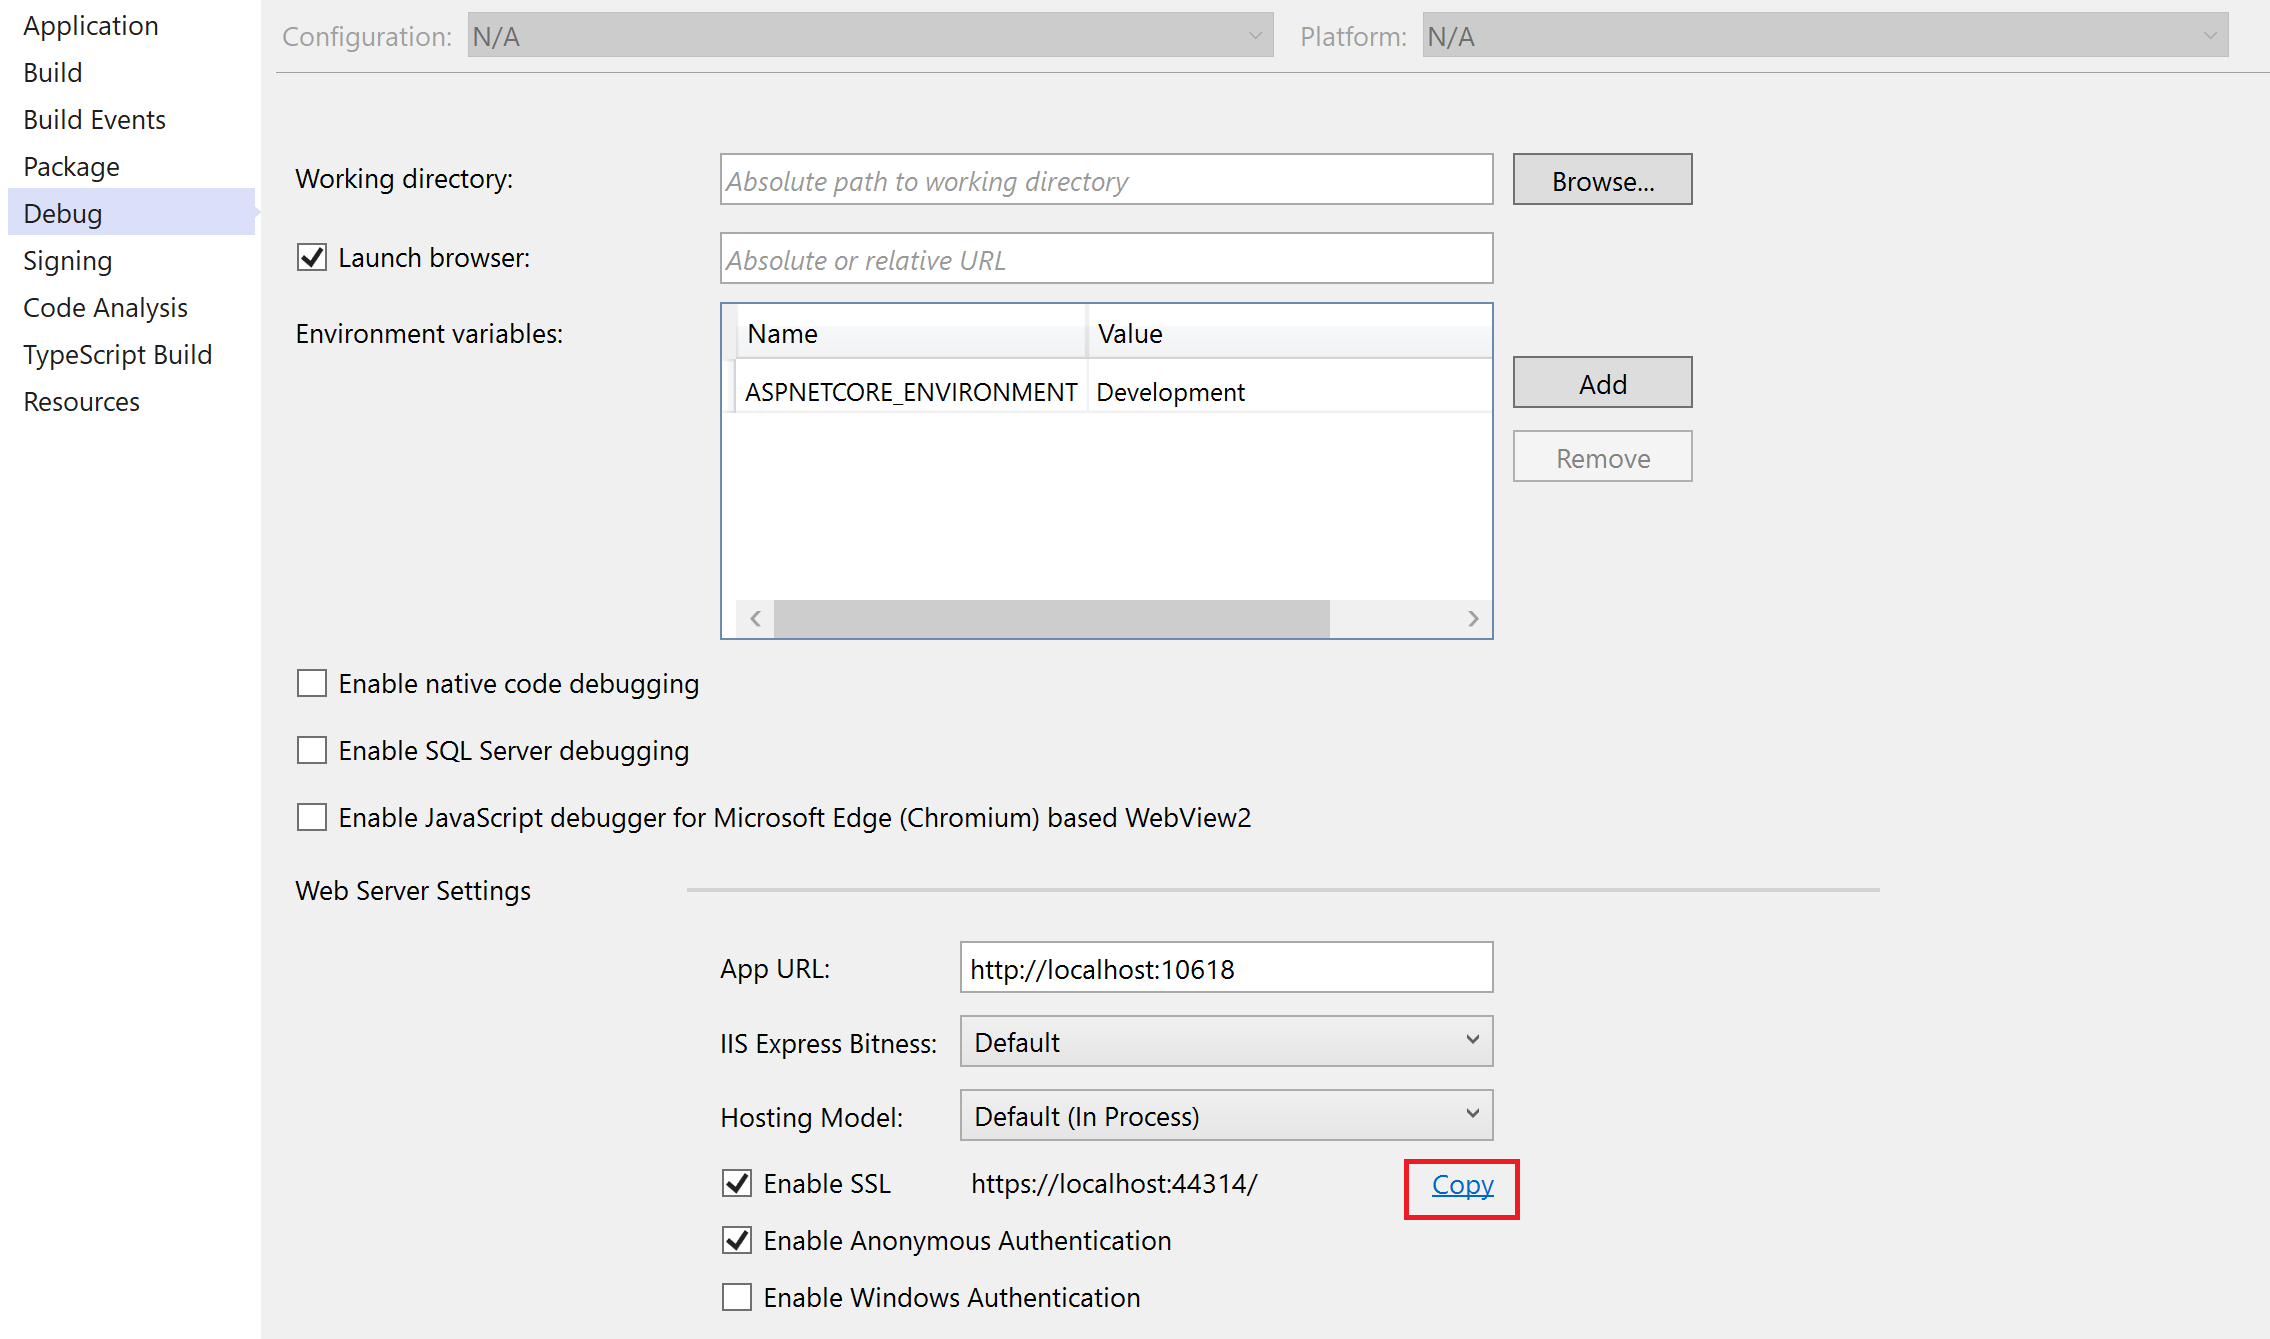 Application
Build
Build Events
Package
Debug
Signing
Code Analysis
TypeScript Build
Resources
Configuration: N/A Platform: N/A
Working directory: Absolute path to working directory Browse...
Launch browser: Absolute or relative URL
Environment variables: Name Value
ASPNETCORE_ENVIRONMENT Development
Add
Remove
Enable native code debugging
Enable SQL Server debugging
Enable JavaScript debugger for Microsoft Edge (Chromium) based WebView2
Web Server Settings
App URL: http://localhost:10618
IIS Express Bitness: Default
Hosting Model: Default (In Process)
Enable SSL https://localhost:44314/ Copy
Enable Anonymous Authentication
Enable Windows Authentication